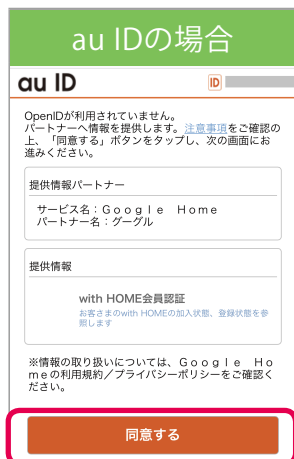 au IDの場合
au ID
ID
OpenIDが利用されていません。
パートナーへ情報を提供します。注意事項をご確認の
上、「同意する」ボタンをタップし、次の画面にお
進みください。
提供情報パートナー
サービス名：Ｇｏｏｇｌｅ　Ｈｏｍｅ
パートナー名：グーグル
提供情報
with HOME会員認証
お客さまのwith HOMEの加入状態、登録状態を参
照します
※情報の取り扱いについては、Ｇｏｏｇｌｅ　Ｈｏ
ｍｅの利用規約／プライバシーポリシーをご確認く
ださい。
同意する